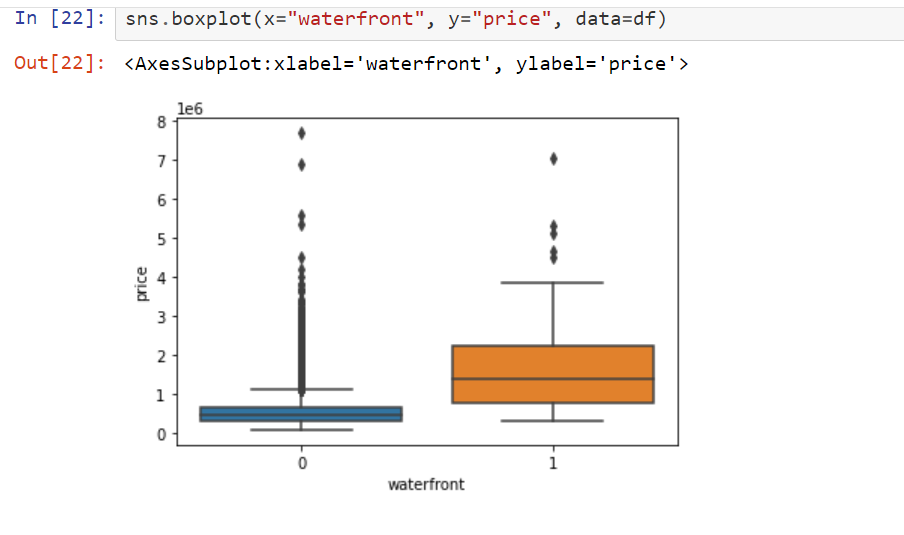 In [22]: sns.boxplot(x="waterfront", y="price", data=df)
Out[22]: <AxesSubplot:xlabel='waterfront', ylabel='price'>
1e6
8
7
6
5
4
3
2
1
0
price
0 1
waterfront